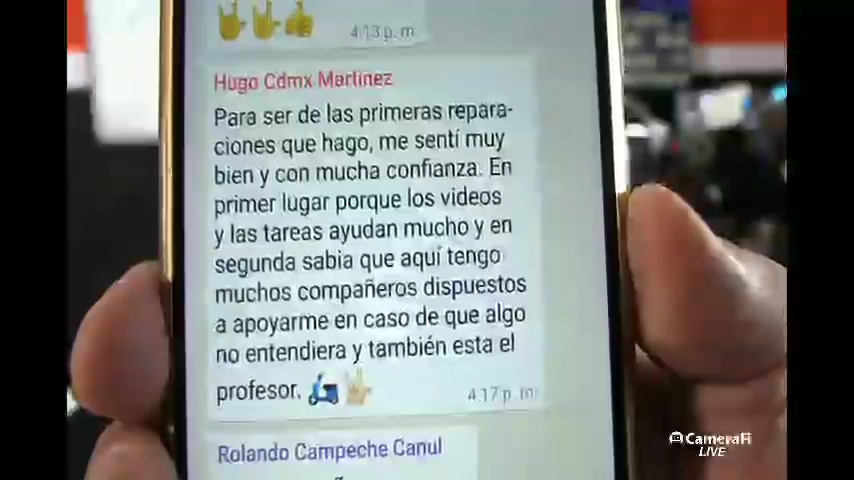 4:13 p. m.
Hugo Cdmx Martinez
Para ser de las primeras repara-
ciones que hago, me sentí muy
bien y con mucha confianza. En
primer lugar porque los videos
y las tareas ayudan mucho y en
segunda sabia que aquí tengo
muchos compañeros dispuestos
a apoyarme en caso de que algo
no entendiera y también esta el
profesor. 🛵🤟
4:17 p. m.
Rolando Campeche Canul
CameraFi
LIVE